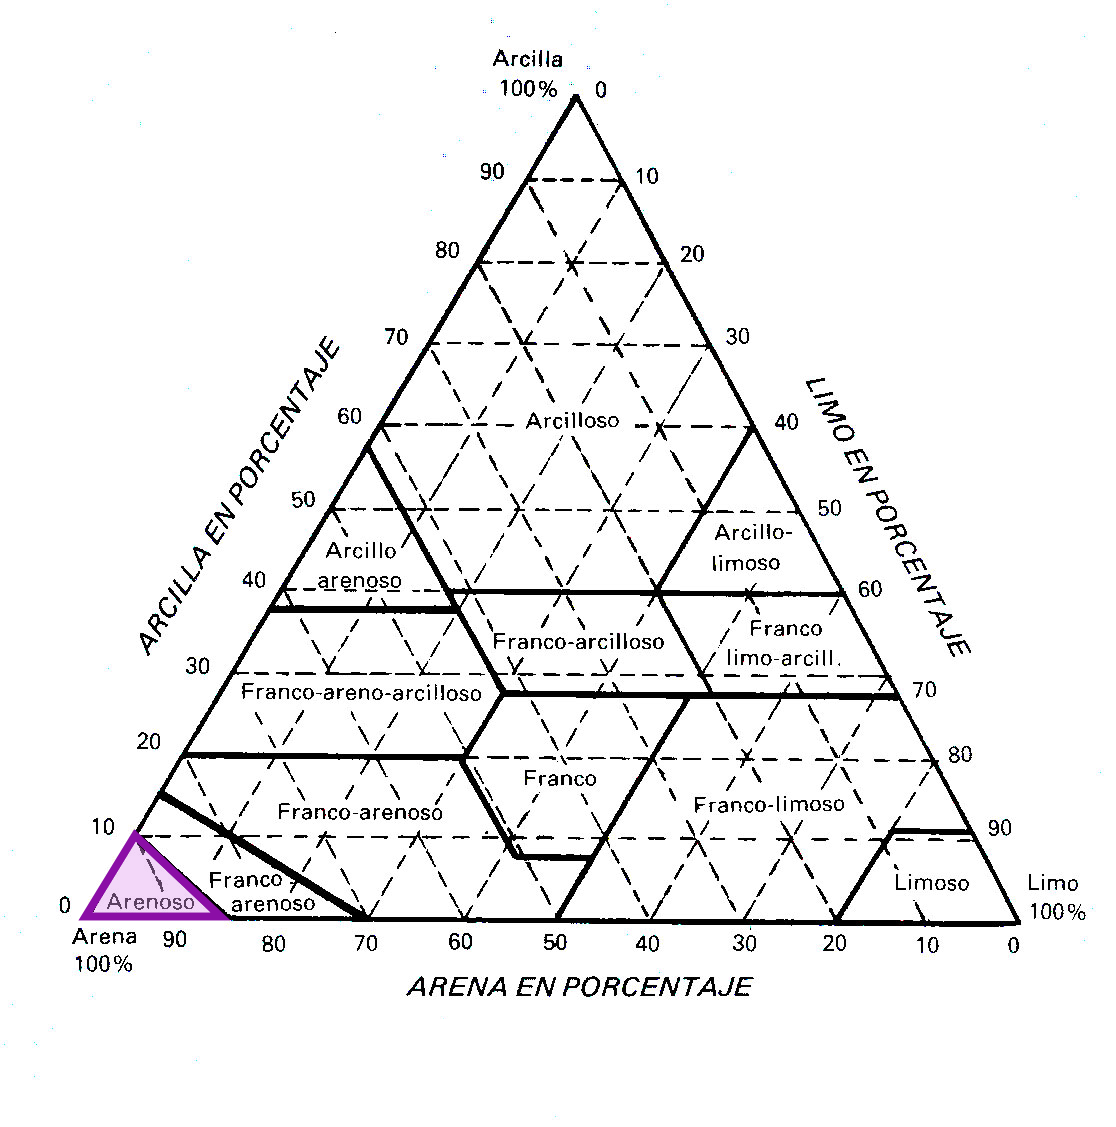 Arcilla
100% 0
90 10
80 20
70 30
60 40
Arcilloso
50 50
Arcillo-
limoso
Arcillo
arenoso
40 60
Franco-arcilloso
Franco
limo-arcill.
30 70
Franco-areno-arcilloso
20 80
Franco
Franco-limoso
Franco-arenoso
10 90
Franco
arenoso
Arenoso
Limoso
0
Limo
100%
Arena
100%
90 80 70 60 50 40 30 20 10 0
ARCILLA EN PORCENTAJE
LIMO EN PORCENTAJE
ARENA EN PORCENTAJE